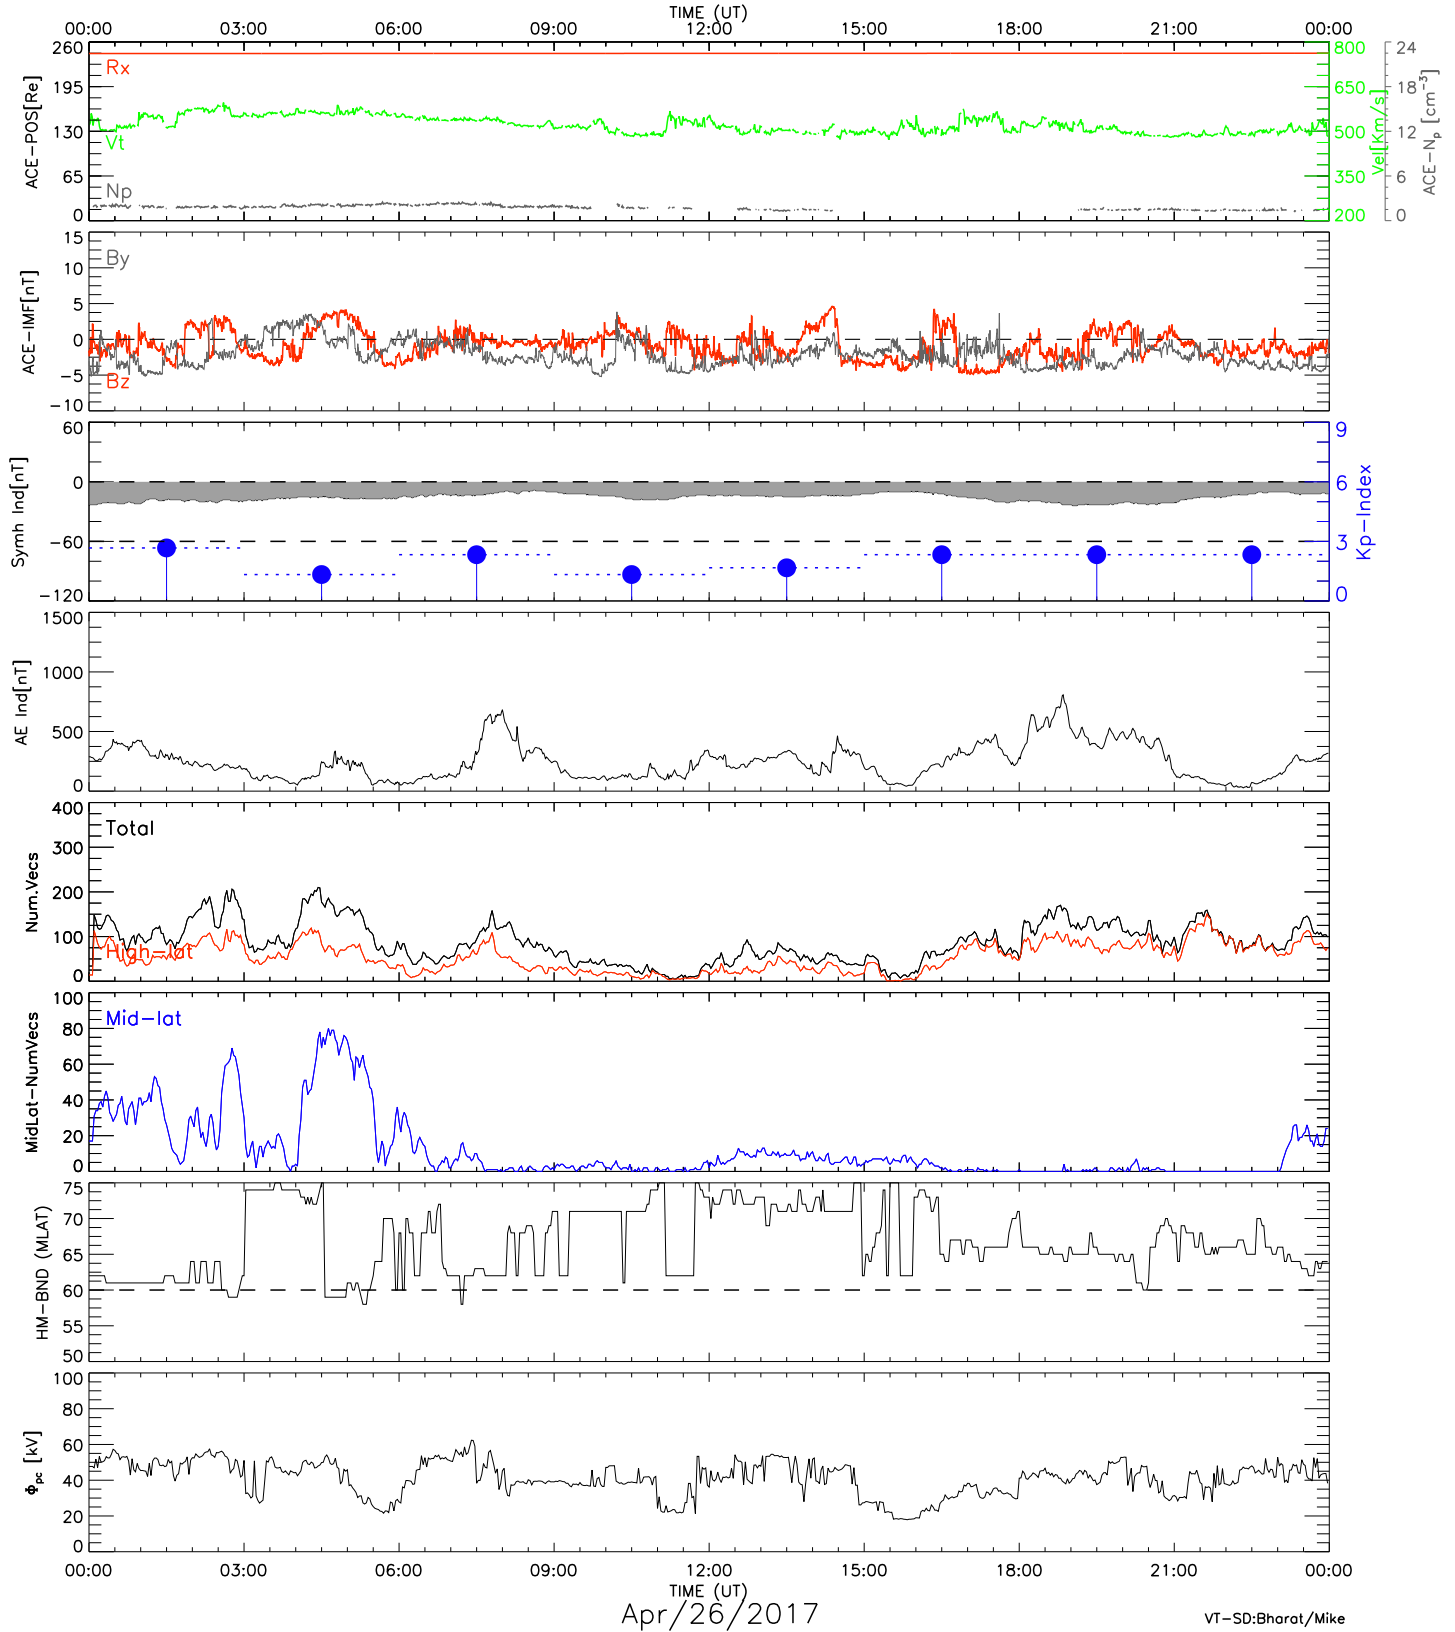 TIME (UT)
00:00 03:00 06:00 09:00 12:00 15:00 18:00 21:00 00:00
260
195
130
65
0
ACE-POS[Re]
Rx
Vt
Np
800
650
500
350
200
Vel[Km/s]
24
18
12
6
0
ACE-Np [cm-3]
15
10
5
0
-5
-10
ACE-IMF[nT]
By
Bz
60
0
-60
-120
Symh Ind[nT]
9
6
3
0
Kp-Index
1500
1000
500
0
AE Ind[nT]
400
300
200
100
0
Num.Vecs
Total
High-lat
100
80
60
40
20
0
MidLat-NumVecs
Mid-lat
75
70
65
60
55
50
HM-BND (MLAT)
100
80
60
40
20
0
Φpc [kV]
00:00 03:00 06:00 09:00 12:00 15:00 18:00 21:00 00:00
TIME (UT)
Apr/26/2017
VT-SD:Bharat/Mike